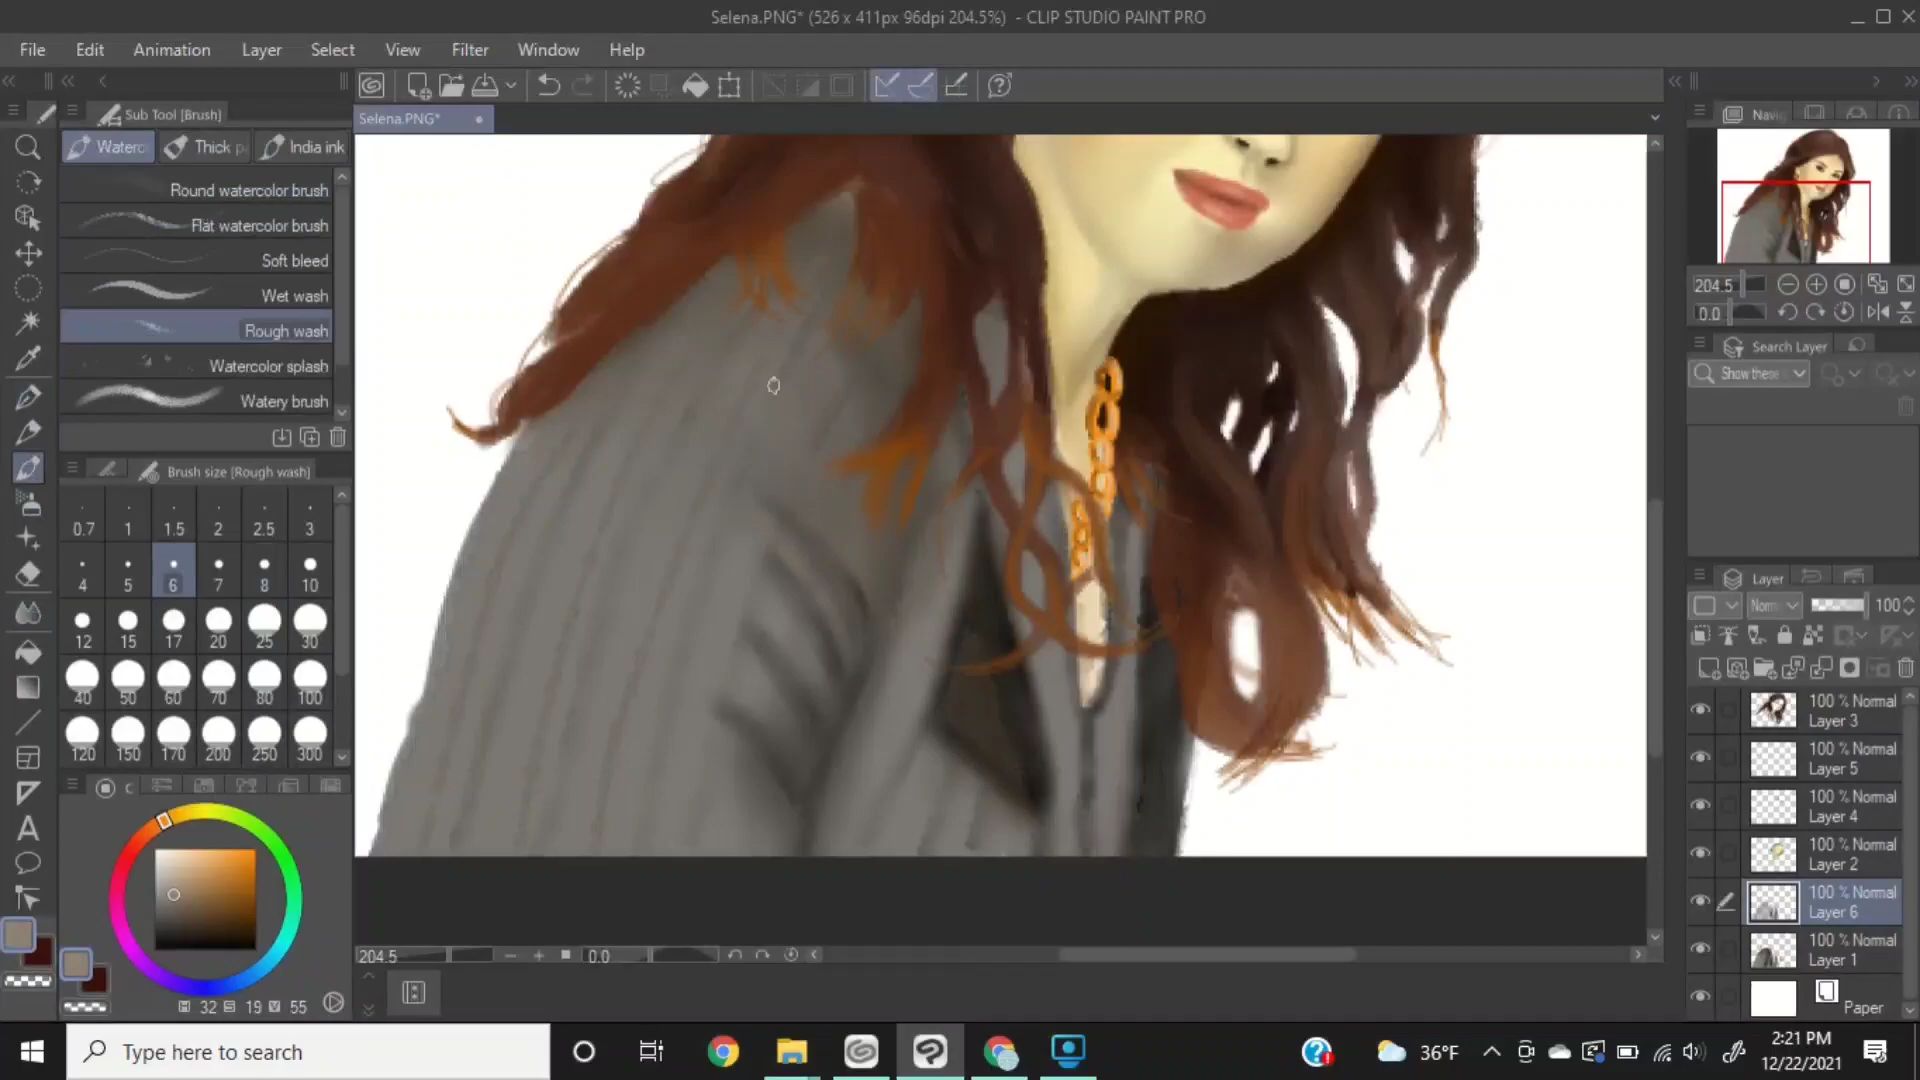 Selena.PNG* (526 x 411px 96dpi 204.5%)  - CLIP STUDIO PAINT PRO
File Edit Animation Layer Select View Filter Window Help
Sub Tool [Brush]
Selena.PNG*
Navi
Waterc Thick p India ink
Round watercolor brush
Flat watercolor brush
Soft bleed
Wet wash
Rough wash
Watercolor splash
Watery brush
204.5
0.0
Search Layer
Show these
Brush size [Rough wash]
0.7 1 1.5 2 2.5 3
4 5 6 7 8 10
12 15 17 20 25 30
40 50 60 70 80 100
120 150 170 200 250 300
Layer
Norm 100
100 % Normal
Layer 3
100 % Normal
Layer 5
100 % Normal
Layer 4
100 % Normal
Layer 2
100 % Normal
Layer 6
100 % Normal
Layer 1
Paper
C
A
H 32 S 19 V 55
204.5 0.0
Type here to search
36°F
2:21 PM
12/22/2021